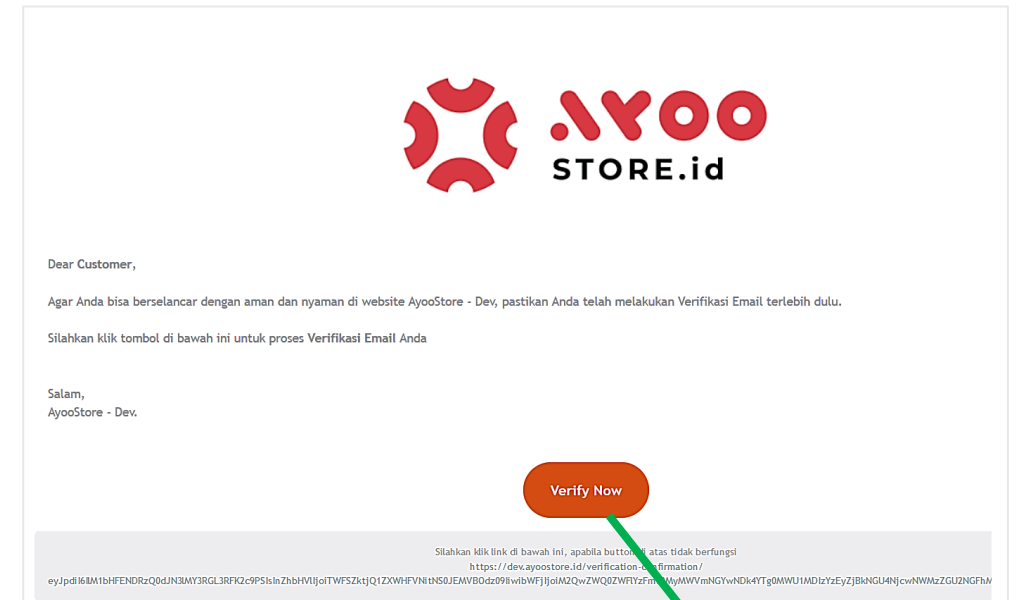 AYOO
STORE.id
Dear Customer,
Agar Anda bisa berselancar dengan aman dan nyaman di website AyooStore - Dev, pastikan Anda telah melakukan Verifikasi Email terlebih dulu.
Silahkan klik tombol di bawah ini untuk proses Verifikasi Email Anda
Salam,
AyooStore - Dev.
Verify Now
Silahkan klik link di bawah ini, apabila button di atas tidak berfungsi
https://dev.ayoostore.id/verification-confirmation/